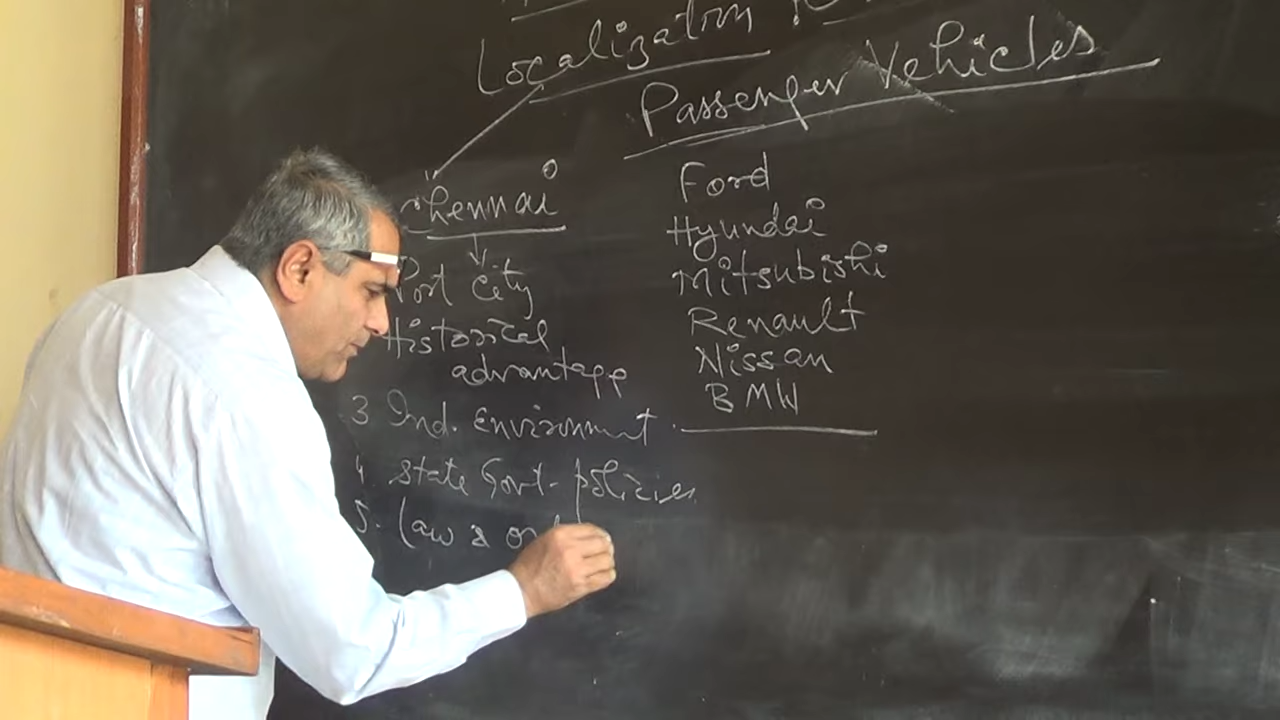 Localization
Passenger Vehicles
Chennai
Port City
Historical
advantage
3 Ind. Environment.
4. State Govt. policies
5. Law & ord
Ford
Hyundai
Mitsubishi
Renault
Nissan
BMW